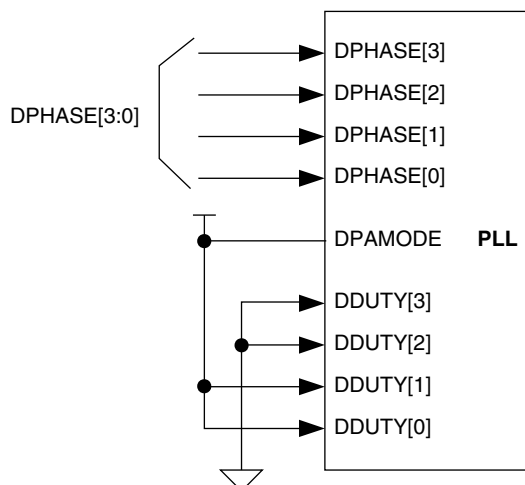 DPHASE[3]
DPHASE[2]
DPHASE[3:0]
DPHASE[1]
DPHASE[0]
DPAMODE PLL
DDUTY[3]
DDUTY[2]
DDUTY[1]
DDUTY[0]